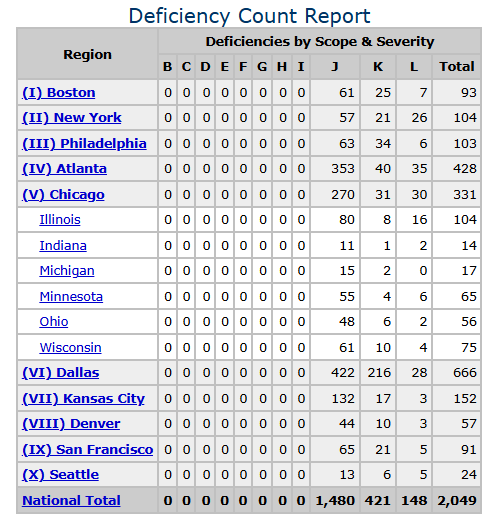 Deficiency Count Report
Region Deficiencies by Scope & Severity
B C D E F G H I J K L Total
(I) Boston 0 0 0 0 0 0 0 0 61 25 7 93
(II) New York 0 0 0 0 0 0 0 0 57 21 26 104
(III) Philadelphia 0 0 0 0 0 0 0 0 63 34 6 103
(IV) Atlanta 0 0 0 0 0 0 0 0 353 40 35 428
(V) Chicago 0 0 0 0 0 0 0 0 270 31 30 331
Illinois 0 0 0 0 0 0 0 0 80 8 16 104
Indiana 0 0 0 0 0 0 0 0 11 1 2 14
Michigan 0 0 0 0 0 0 0 0 15 2 0 17
Minnesota 0 0 0 0 0 0 0 0 55 4 6 65
Ohio 0 0 0 0 0 0 0 0 48 6 2 56
Wisconsin 0 0 0 0 0 0 0 0 61 10 4 75
(VI) Dallas 0 0 0 0 0 0 0 0 422 216 28 666
(VII) Kansas City 0 0 0 0 0 0 0 0 132 17 3 152
(VIII) Denver 0 0 0 0 0 0 0 0 44 10 3 57
(IX) San Francisco 0 0 0 0 0 0 0 0 65 21 5 91
(X) Seattle 0 0 0 0 0 0 0 0 13 6 5 24
National Total 0 0 0 0 0 0 0 0 1,480 421 148 2,049